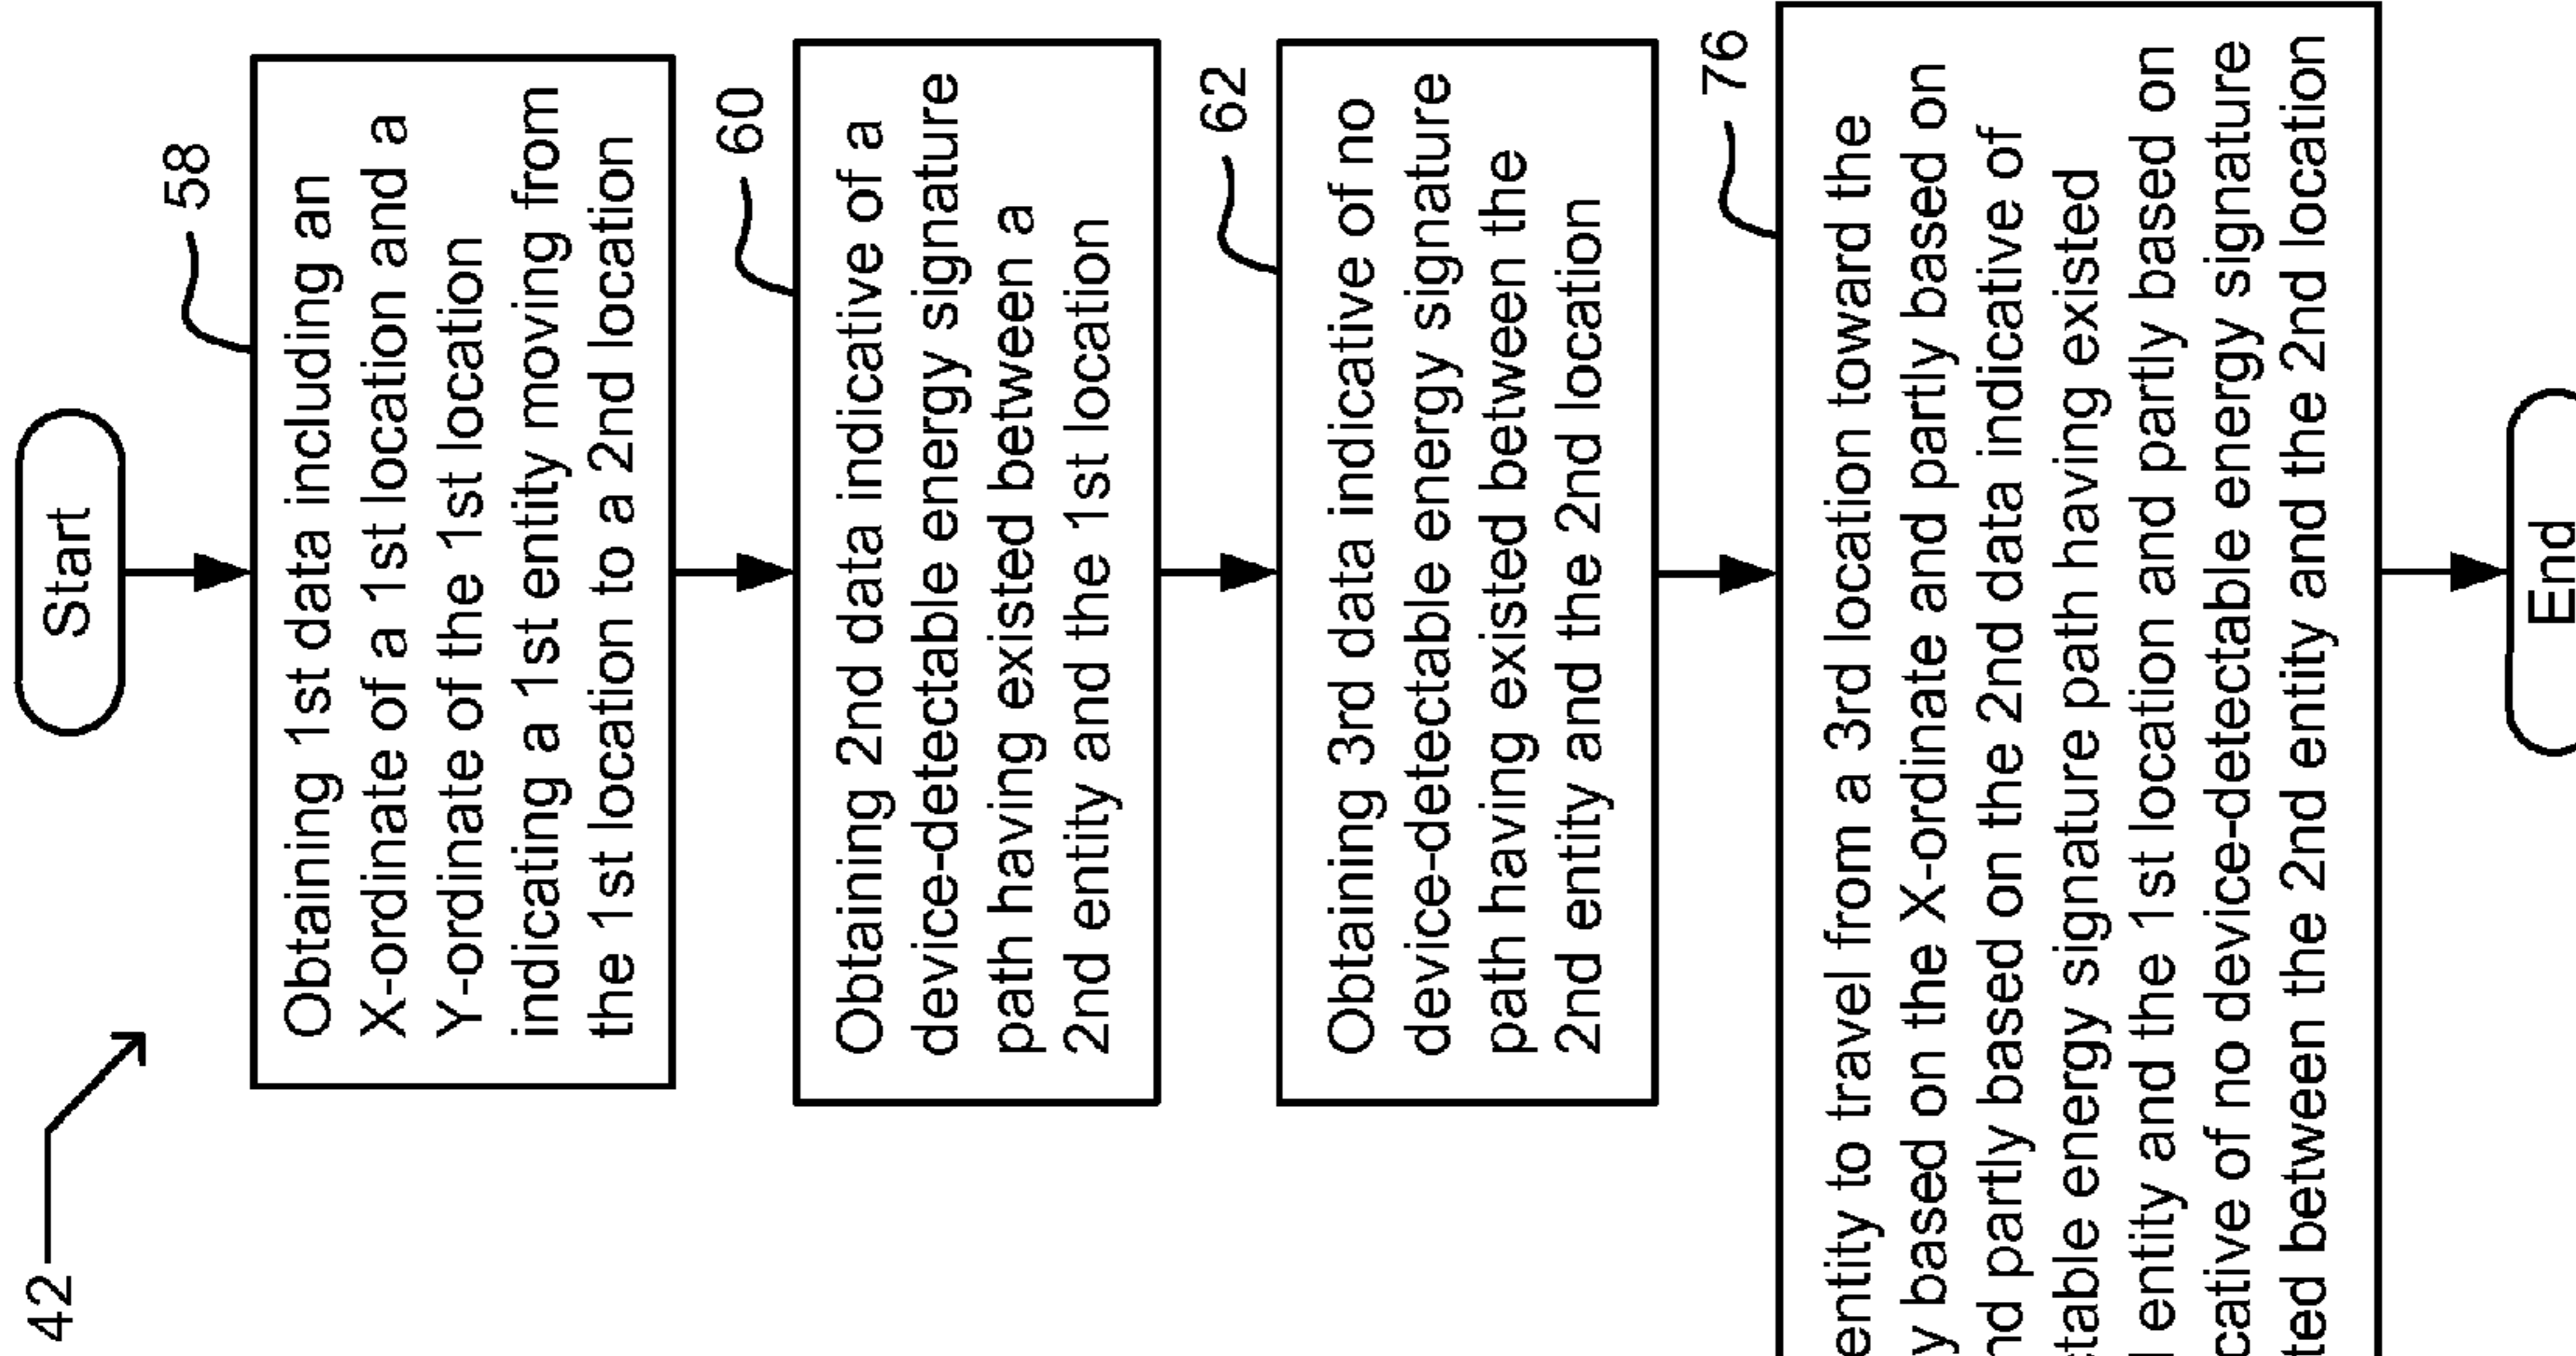 42
Start
58
Obtaining 1st data including an
X-ordinate of a 1st location and a
Y-ordinate of the 1st location
indicating a 1st entity moving from
the 1st location to a 2nd location
60
Obtaining 2nd data indicative of a
device-detectable energy signature
path having existed between a
2nd entity and the 1st location
62
Obtaining 3rd data indicative of no
device-detectable energy signature
path having existed between the
2nd entity and the 2nd location
76
entity to travel from a 3rd location toward the
based on the X-ordinate and partly based on
partly based on the 2nd data indicative of
energy signature path having existed
entity and the 1st location and partly based on
of no device-detectable energy signature
between the 2nd entity and the 2nd location
End